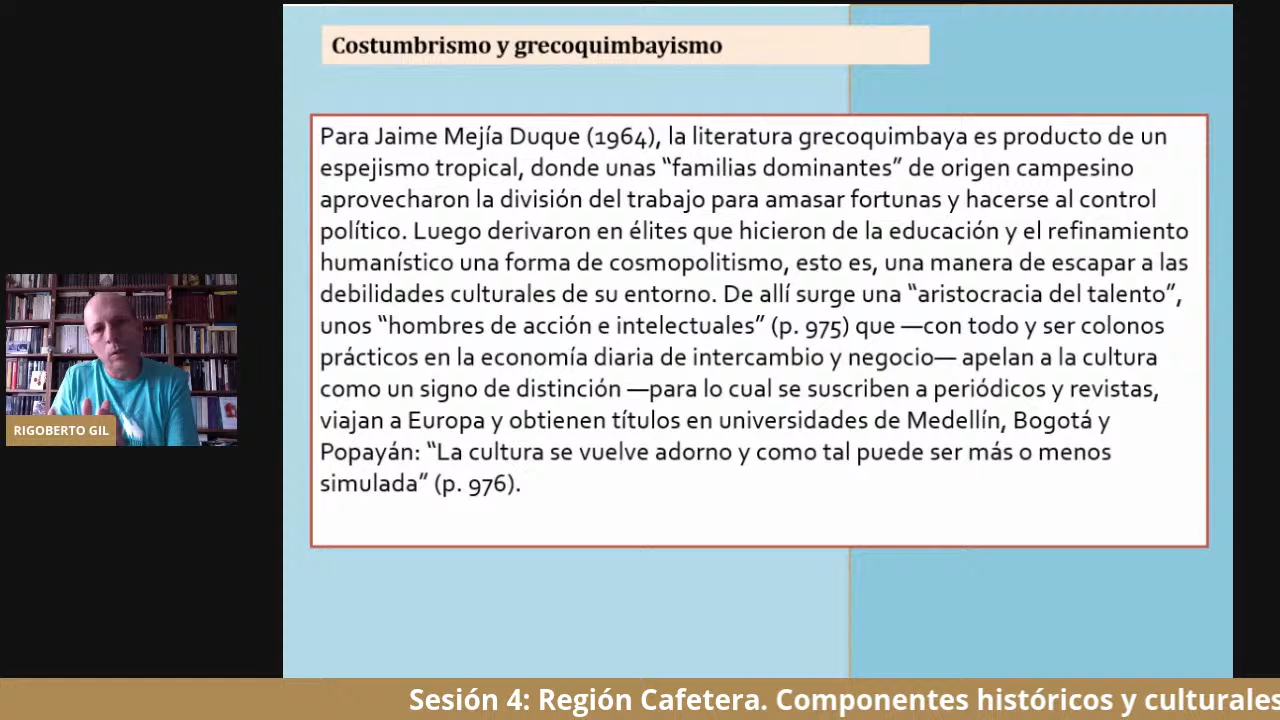 Costumbrismo y grecoquimbayismo
Para Jaime Mejía Duque (1964), la literatura grecoquimbaya es producto de un
espejismo tropical, donde unas “familias dominantes” de origen campesino
aprovecharon la división del trabajo para amasar fortunas y hacerse al control
político. Luego derivaron en élites que hicieron de la educación y el refinamiento
humanístico una forma de cosmopolitismo, esto es, una manera de escapar a las
debilidades culturales de su entorno. De allí surge una “aristocracia del talento”,
unos “hombres de acción e intelectuales” (p. 975) que —con todo y ser colonos
prácticos en la economía diaria de intercambio y negocio— apelan a la cultura
como un signo de distinción —para lo cual se suscriben a periódicos y revistas,
viajan a Europa y obtienen títulos en universidades de Medellín, Bogotá y
Popayán: “La cultura se vuelve adorno y como tal puede ser más o menos
simulada” (p. 976).
RIGOBERTO GIL
Sesión 4: Región Cafetera. Componentes históricos y culturales